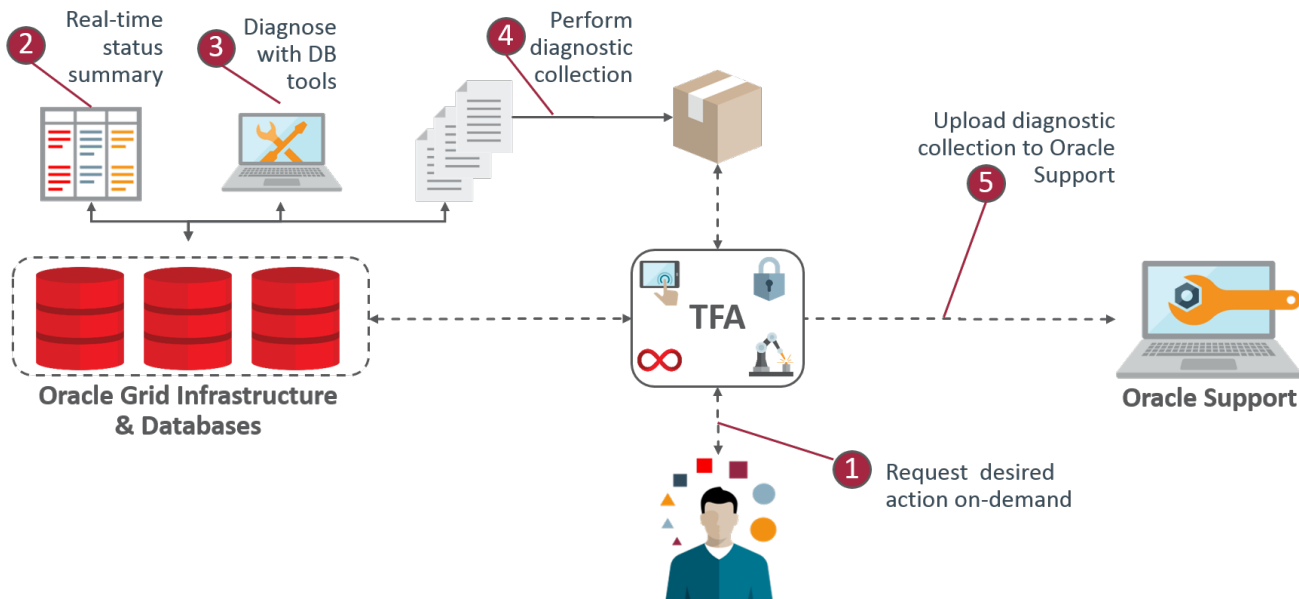 2
Real-time
status
summary
3
Diagnose
with DB
tools
4
Perform
diagnostic
collection
Upload diagnostic
collection to Oracle
Support
5
TFA
Oracle Grid Infrastructure
& Databases
Oracle Support
1
Request desired
action on-demand